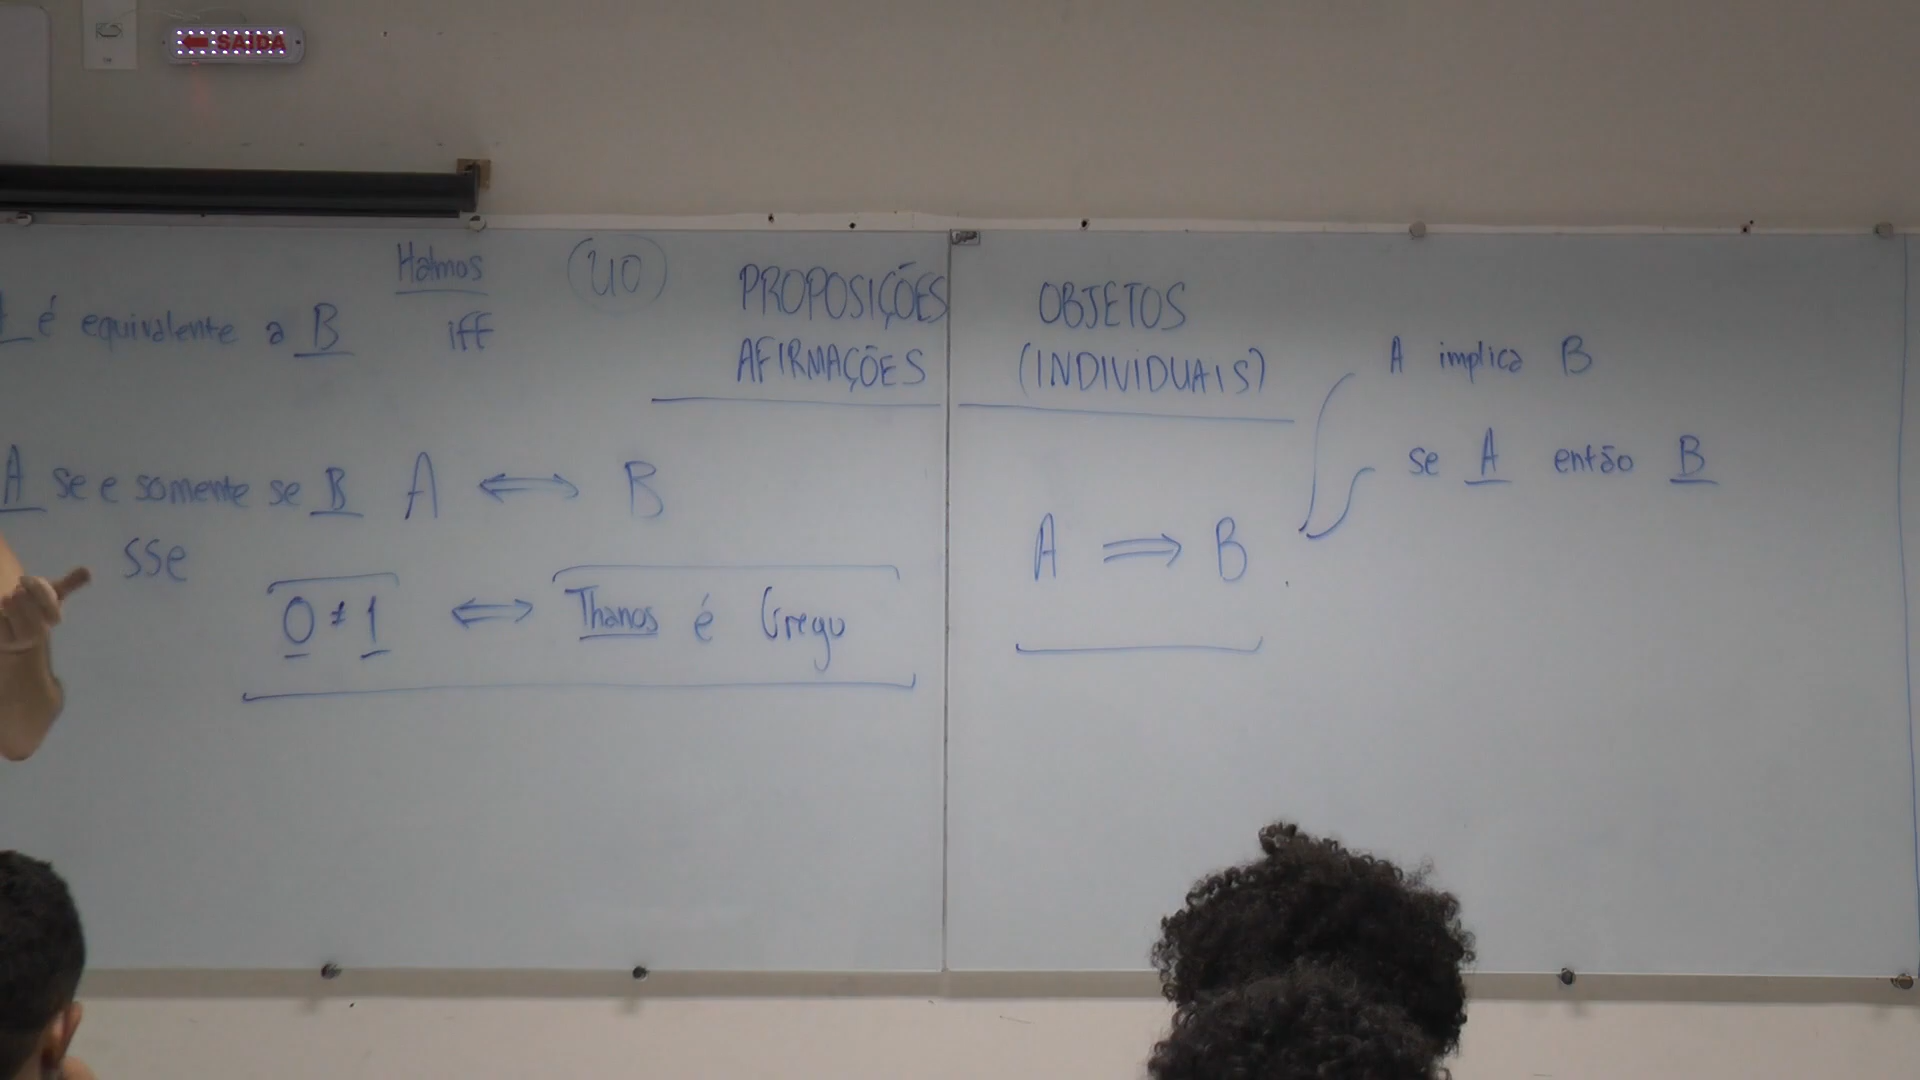 SAIDA
Halmos
iff
40
A é equivalente a B
PROPOSIÇÕES
AFIRMAÇÕES
OBJETOS
(INDIVIDUAIS)
A implica B
se A então B
A se e somente se B
A ⟺ B
sse
A ⟹ B
0 ≠ 1 ⟺ Thanos é Grego